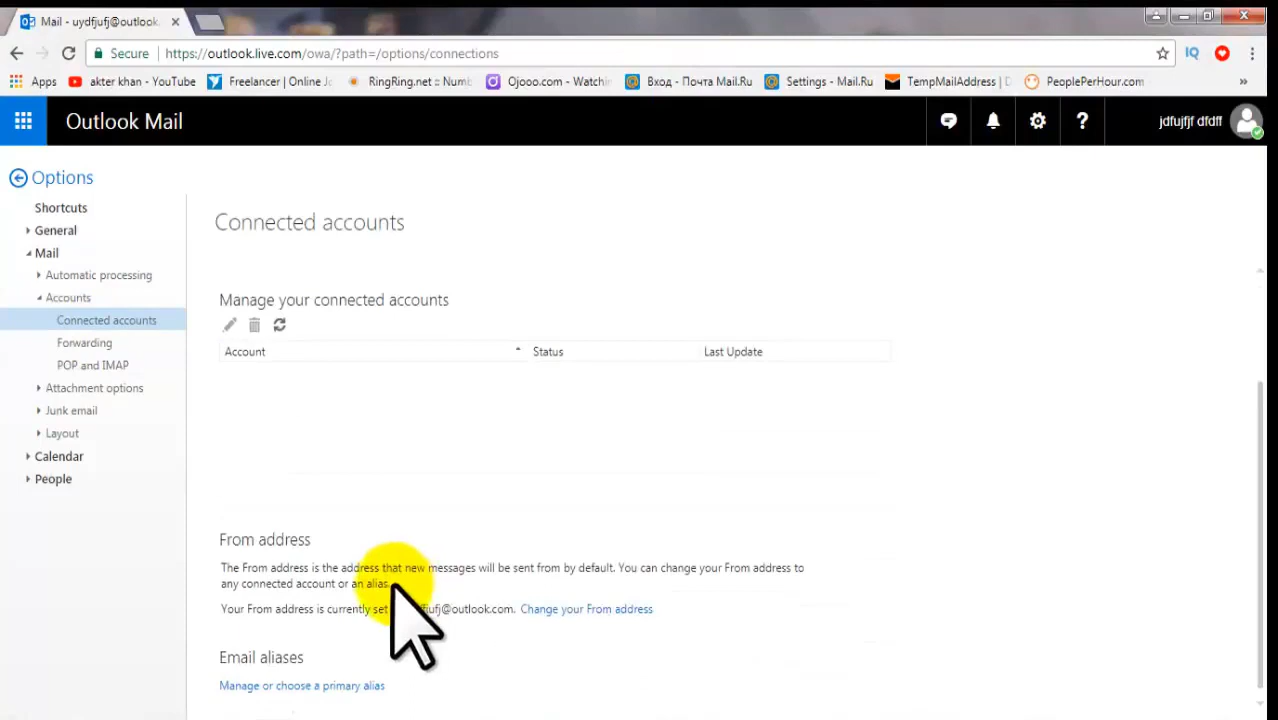 Mail - uydfjufj@outlook.
Secure https://outlook.live.com/owa/?path=/options/connections
IQ
Apps akter khan - YouTube Freelancer | Online Jo RingRing.net :: Numb Ojooo.com - Watchin Вход - Почта Mail.Ru Settings - Mail.Ru TempMailAddress | PeoplePerHour.com »
Outlook Mail ? jdfujfjf dfdff
Options
Shortcuts
General
Mail
Automatic processing
Accounts
Connected accounts
Forwarding
POP and IMAP
Attachment options
Junk email
Layout
Calendar
People
Connected accounts
Manage your connected accounts
Account Status Last Update
From address
The From address is the address that new messages will be sent from by default. You can change your From address to
any connected account or an alias.
Your From address is currently set fjufj@outlook.com. Change your From address
Email aliases
Manage or choose a primary alias